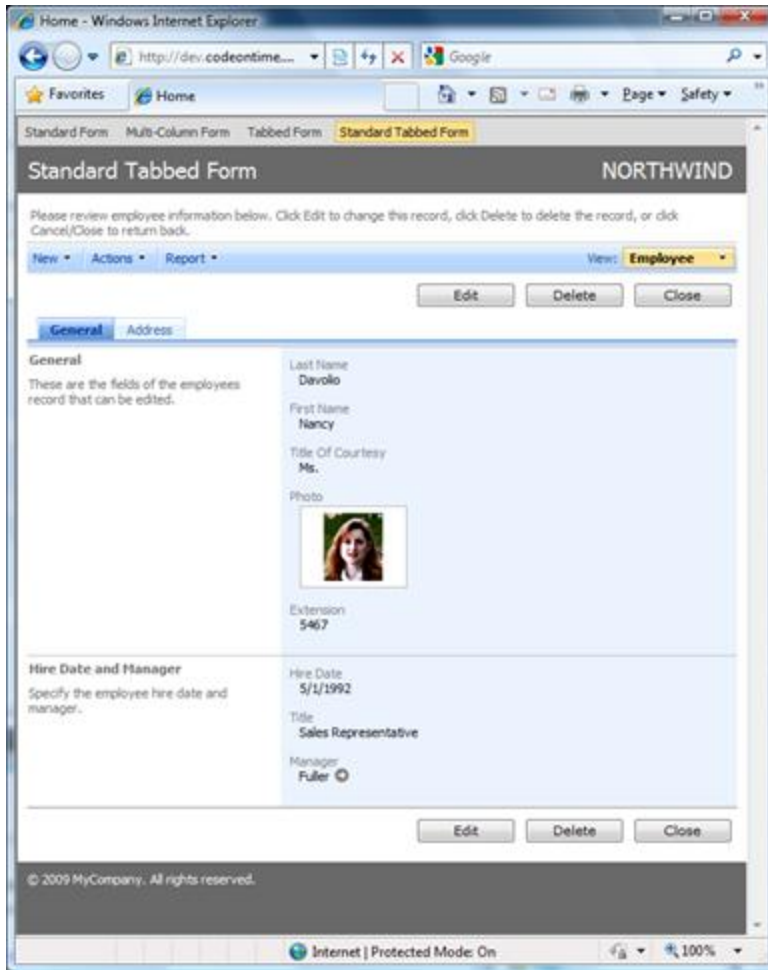 Home - Windows Internet Explorer
http://dev.codeontime.... Google
Favorites Home Page Safety
Standard Form Multi-Column Form Tabbed Form Standard Tabbed Form
Standard Tabbed Form NORTHWIND
Please review employee information below. Click Edit to change this record, click Delete to delete the record, or click
Cancel/Close to return back.
New Actions Report View: Employee
Edit Delete Close
General Address
General
These are the fields of the employees
record that can be edited.
Last Name
Davolio
First Name
Nancy
Title Of Courtesy
Ms.
Photo
Extension
5467
Hire Date and Manager
Specify the employee hire date and
manager.
Hire Date
5/1/1992
Title
Sales Representative
Manager
Fuller
Edit Delete Close
© 2009 MyCompany. All rights reserved.
Internet | Protected Mode: On 100%